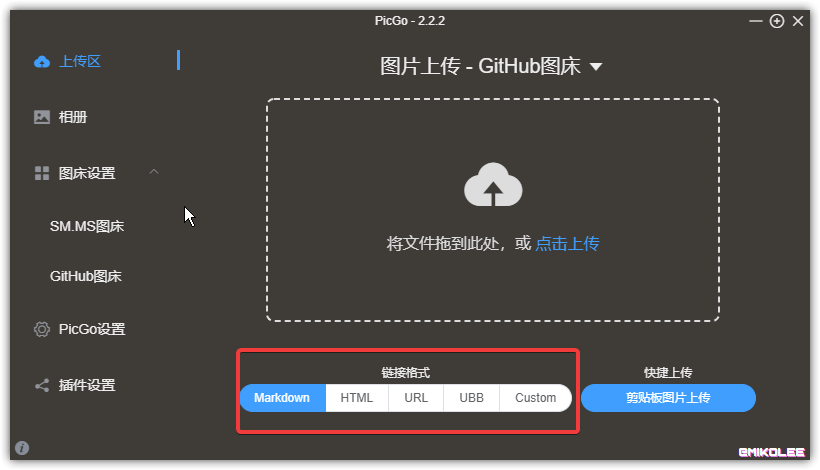 PicGo - 2.2.2
上传区
相册
图床设置
SM.MS图床
GitHub图床
PicGo设置
插件设置
图片上传 - GitHub图床
将文件拖到此处，或 点击上传
链接格式
Markdown HTML URL UBB Custom
快捷上传
剪贴板图片上传
@MIKOLEE